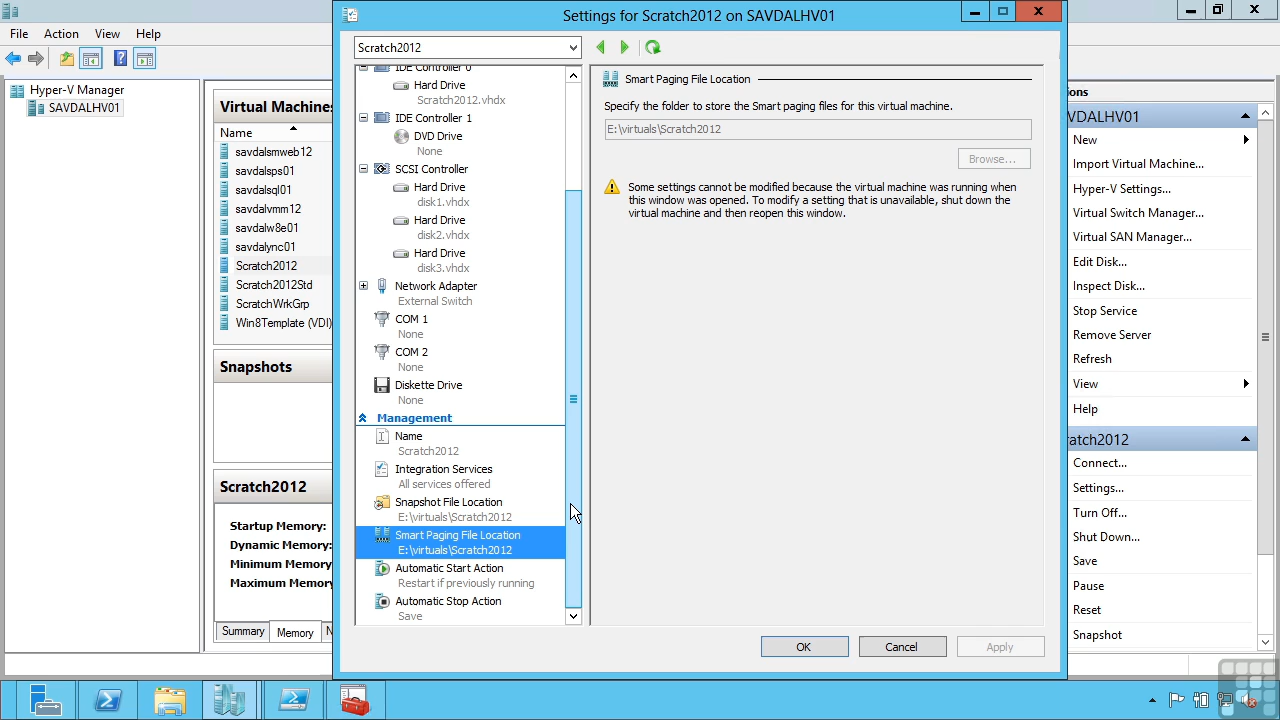 Settings for Scratch2012 on SAVDALHV01
File Action View Help
Hyper-V Manager
SAVDALHV01
Virtual Machines
Name
savdalsmweb12
savdalsps01
savdalsql01
savdalvmm12
savdalw8e01
savdalync01
Scratch2012
Scratch2012Std
ScratchWrkGrp
Win8Template (VDI)
Snapshots
Scratch2012
Startup Memory:
Dynamic Memory:
Minimum Memory
Maximum Memory
Summary Memory N
Scratch2012
IDE Controller 0
Hard Drive
Scratch2012.vhdx
IDE Controller 1
DVD Drive
None
SCSI Controller
Hard Drive
disk1.vhdx
Hard Drive
disk2.vhdx
Hard Drive
disk3.vhdx
Network Adapter
External Switch
COM 1
None
COM 2
None
Diskette Drive
None
Management
Name
Scratch2012
Integration Services
All services offered
Snapshot File Location
E:\virtuals\Scratch2012
Smart Paging File Location
E:\virtuals\Scratch2012
Automatic Start Action
Restart if previously running
Automatic Stop Action
Save
Smart Paging File Location
Specify the folder to store the Smart paging files for this virtual machine.
E:\virtuals\Scratch2012
Browse...
Some settings cannot be modified because the virtual machine was running when
this window was opened. To modify a setting that is unavailable, shut down the
virtual machine and then reopen this window.
OK Cancel Apply
ons
VDALHV01
New
Import Virtual Machine...
Hyper-V Settings...
Virtual Switch Manager...
Virtual SAN Manager...
Edit Disk...
Inspect Disk...
Stop Service
Remove Server
Refresh
View
Help
ratch2012
Connect...
Settings...
Turn Off...
Shut Down...
Save
Pause
Reset
Snapshot